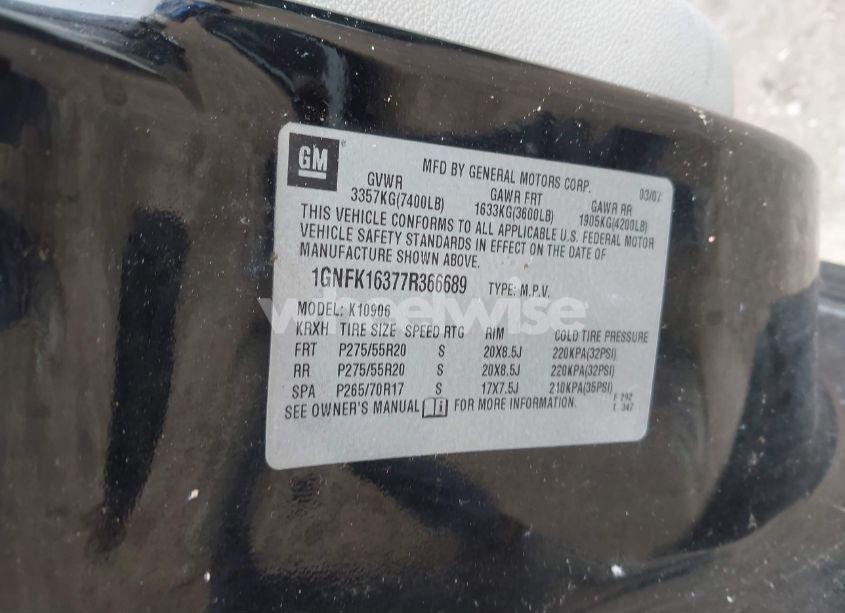 GM
MFD BY GENERAL MOTORS CORP. 03/07
GVWR GAWR FRT GAWR RR
3357KG(7400LB) 1633KG(3600LB) 1905KG(4200LB)
THIS VEHICLE CONFORMS TO ALL APPLICABLE U.S. FEDERAL MOTOR
VEHICLE SAFETY STANDARDS IN EFFECT ON THE DATE OF
MANUFACTURE SHOWN ABOVE.
1GNFK16377R366689 TYPE: M.P.V.
wheelwise
MODEL: K10906
KRXH TIRE SIZE SPEED RTG RIM COLD TIRE PRESSURE
FRT P275/55R20 S 20X8.5J 220KPA(32PSI)
RR P275/55R20 S 20X8.5J 220KPA(32PSI)
SPA P265/70R17 S 17X7.5J 210KPA(35PSI)
SEE OWNER'S MANUAL FOR MORE INFORMATION.
F 292
L 347